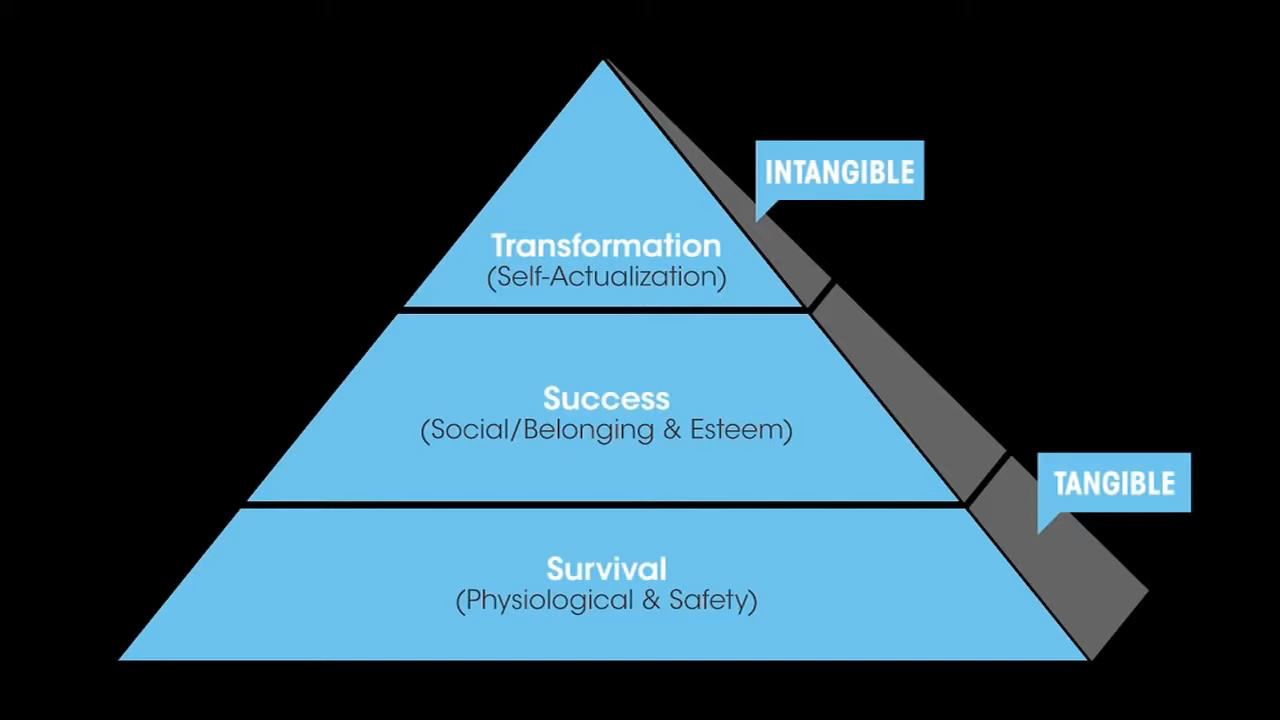 INTANGIBLE
Transformation
(Self-Actualization)
Success
(Social/Belonging & Esteem)
TANGIBLE
Survival
(Physiological & Safety)